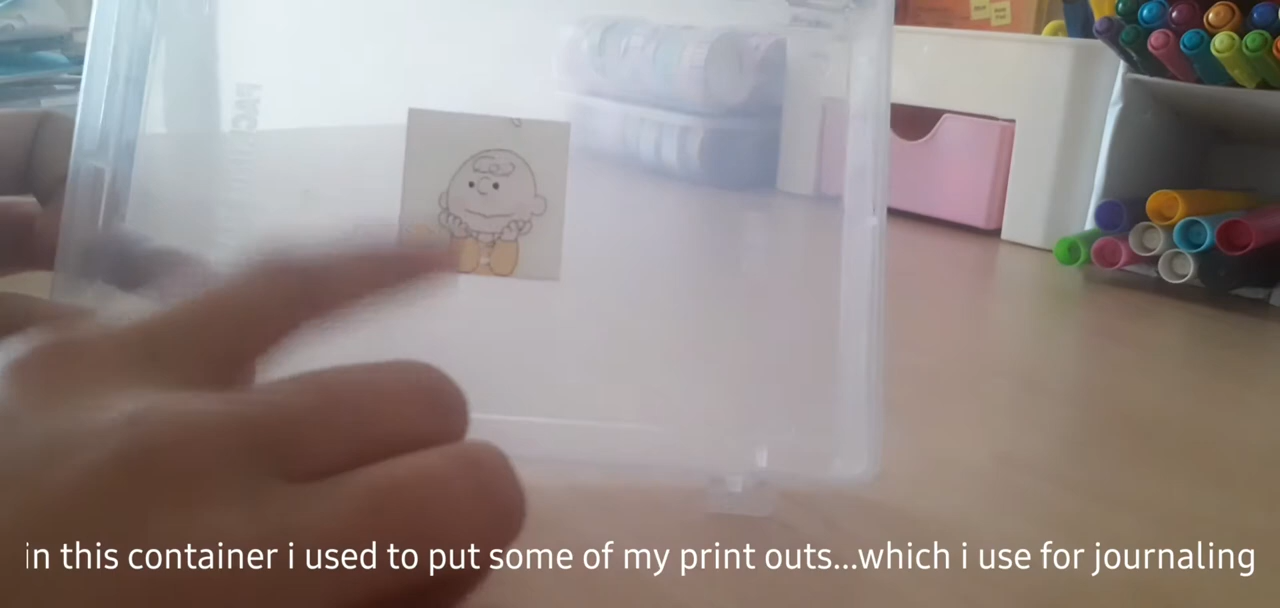 in this container i used to put some of my print outs...which i use for journaling